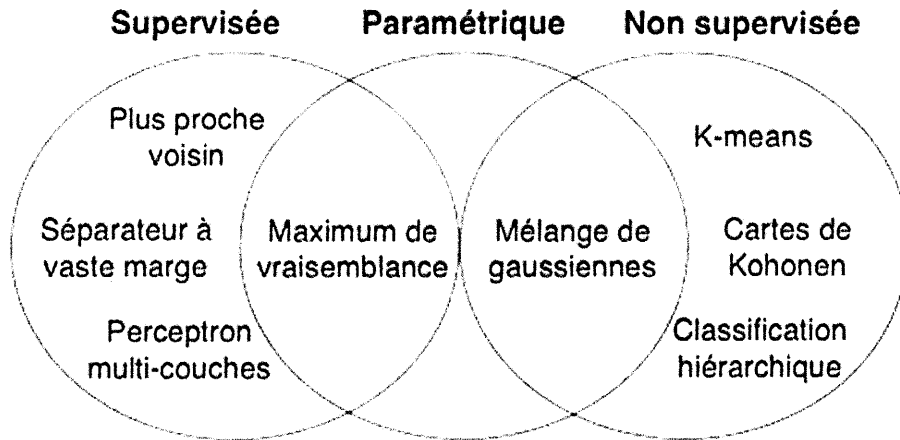 Supervisée
Paramétrique
Non supervisée
Plus proche
voisin
K-means
Séparateur à
vaste marge
Maximum de
vraisemblance
Mélange de
gaussiennes
Cartes de
Kohonen
Perceptron
multi-couches
Classification
hiérarchique